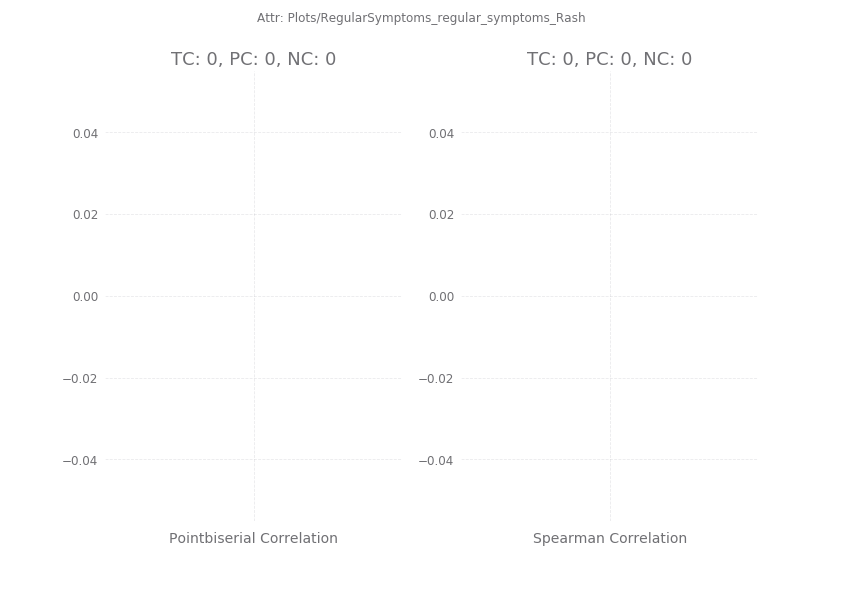 Attr: Plots/RegularSymptoms_regular_symptoms_Rash
TC: 0, PC: 0, NC: 0
0.04
0.02
0.00
−0.02
−0.04
Pointbiserial Correlation
TC: 0, PC: 0, NC: 0
0.04
0.02
0.00
−0.02
−0.04
Spearman Correlation